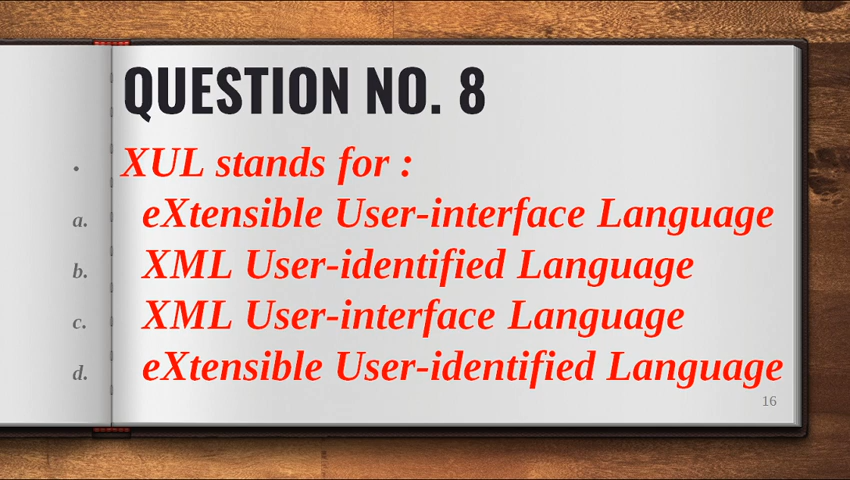 QUESTION NO. 8
• XUL stands for :
a. eXtensible User-interface Language
b. XML User-identified Language
c. XML User-interface Language
d. eXtensible User-identified Language
16